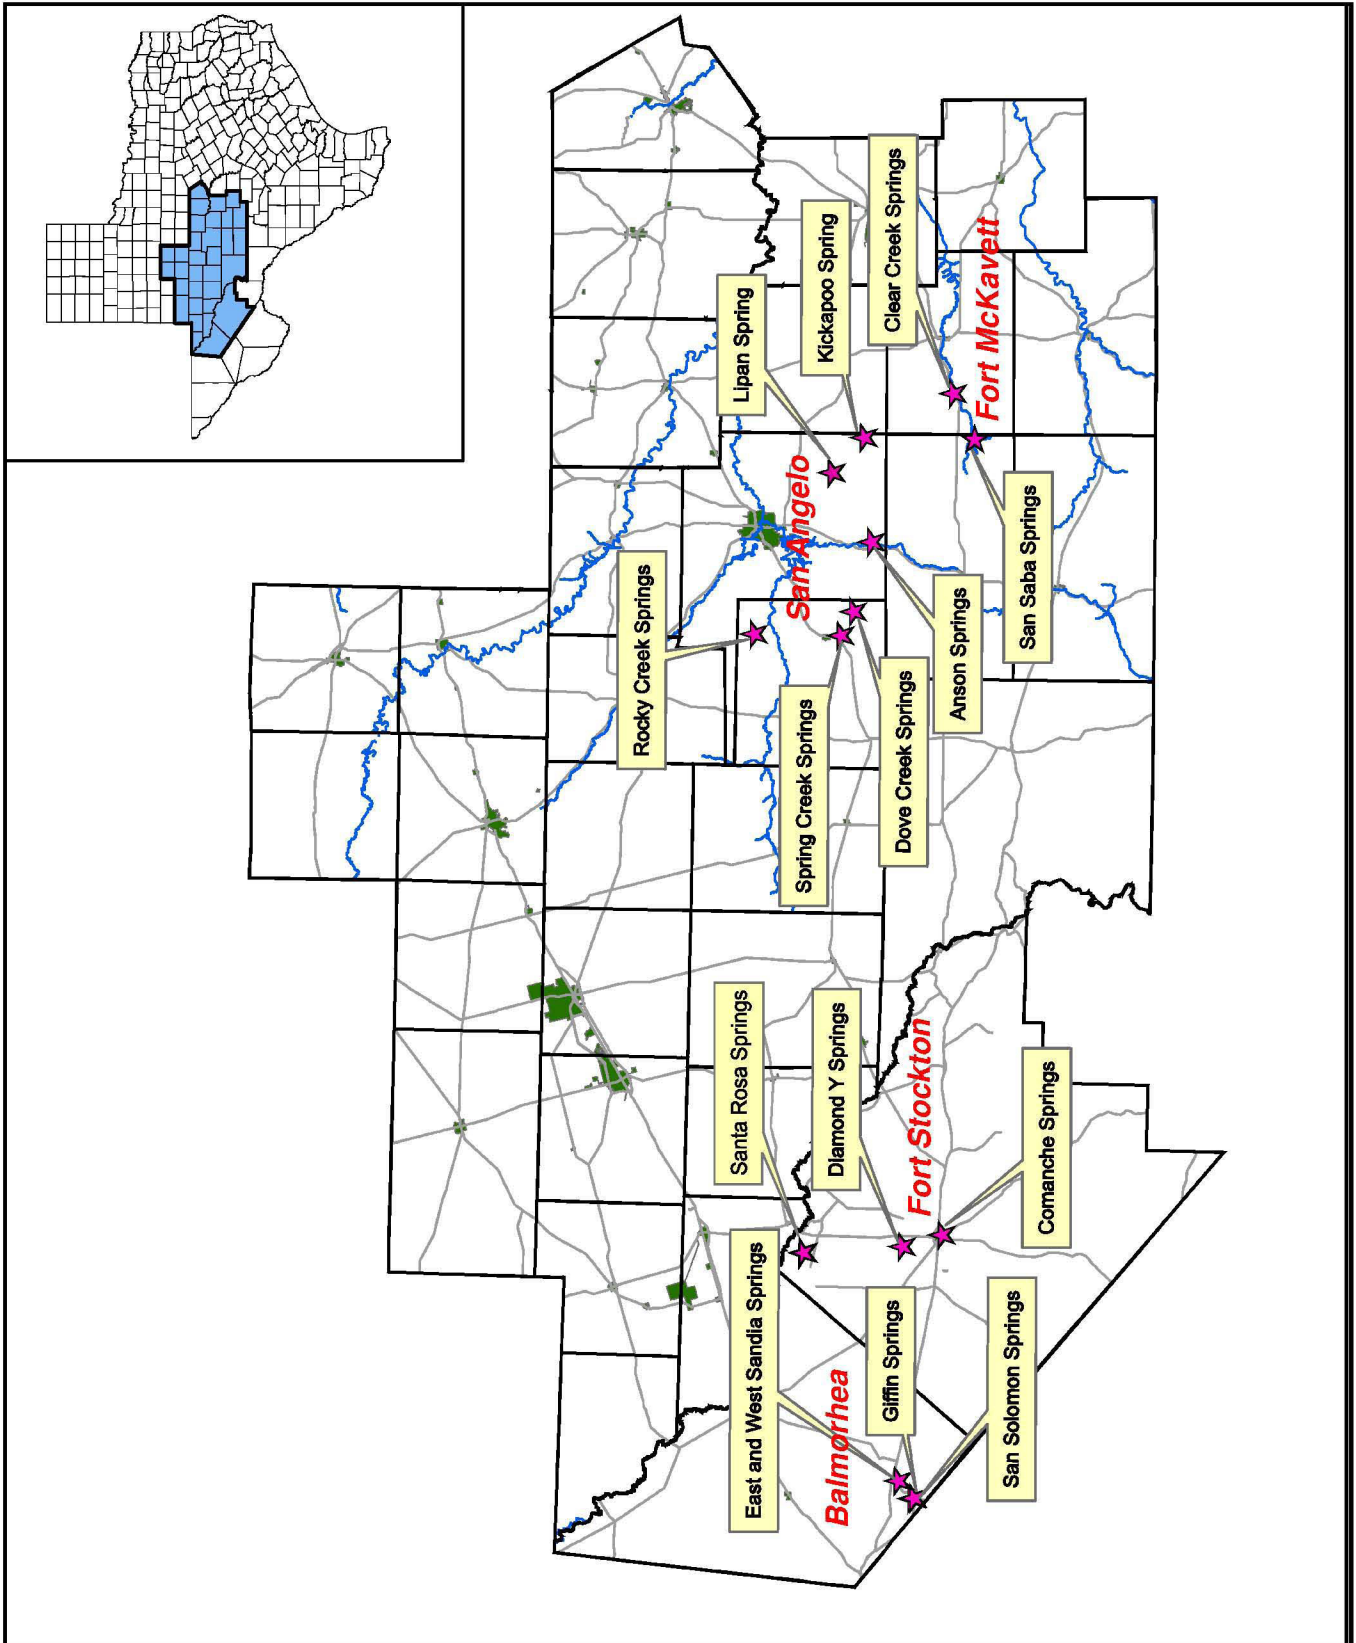 Rocky Creek Springs
East and West Sandia Springs
Santa Rosa Springs
Lipan Spring
San Angelo
Spring Creek Springs
Kickapoo Spring
Balmorhea
Diamond Y Springs
Giffin Springs
Dove Creek Springs
Clear Creek Springs
Fort Stockton
Anson Springs
Fort McKavett
San Solomon Springs
Comanche Springs
San Saba Springs